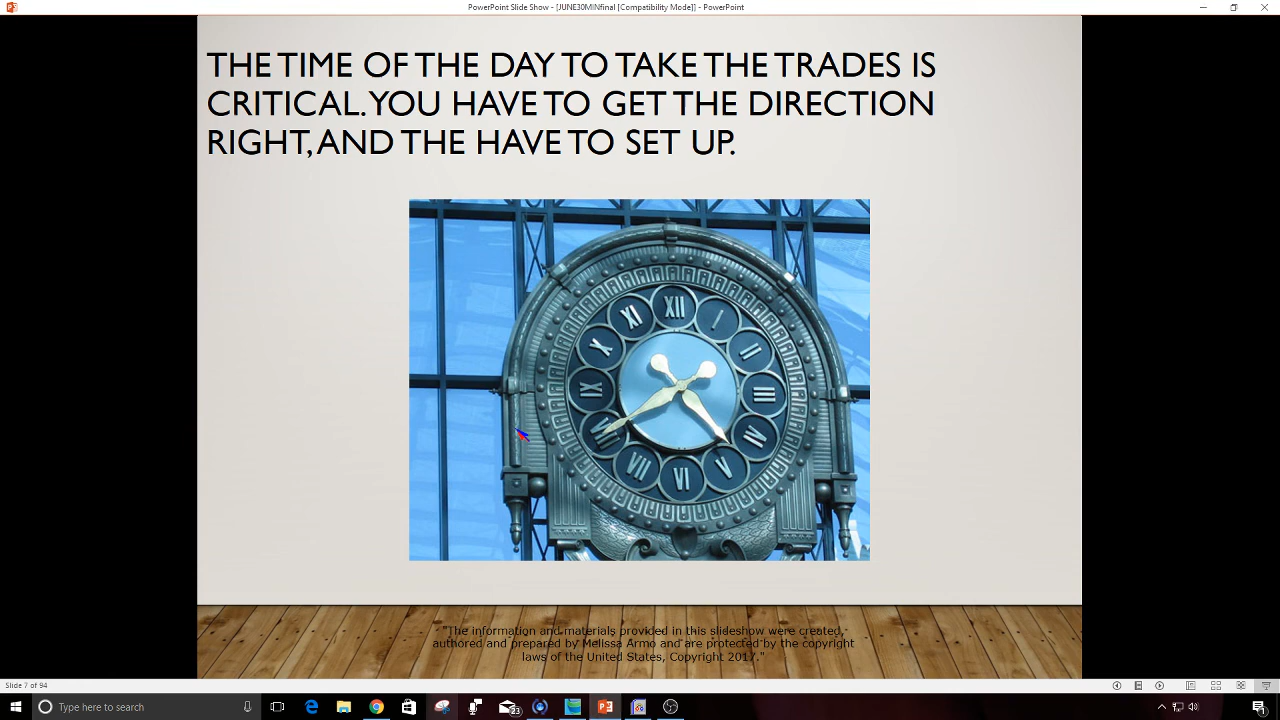 PowerPoint Slide Show - [JUNE30MINfinal [Compatibility Mode]] - PowerPoint
THE TIME OF THE DAY TO TAKE THE TRADES IS
CRITICAL. YOU HAVE TO GET THE DIRECTION
RIGHT, AND THE HAVE TO SET UP.
XII
I
II
III
IV
V
VI
VII
VIII
IX
X
XI
"The information and materials provided in this slideshow were created,
authored and prepared by Melissa Armo and are protected by the copyright
laws of the United States, Copyright 2017."
Slide 7 of 94
Type here to search